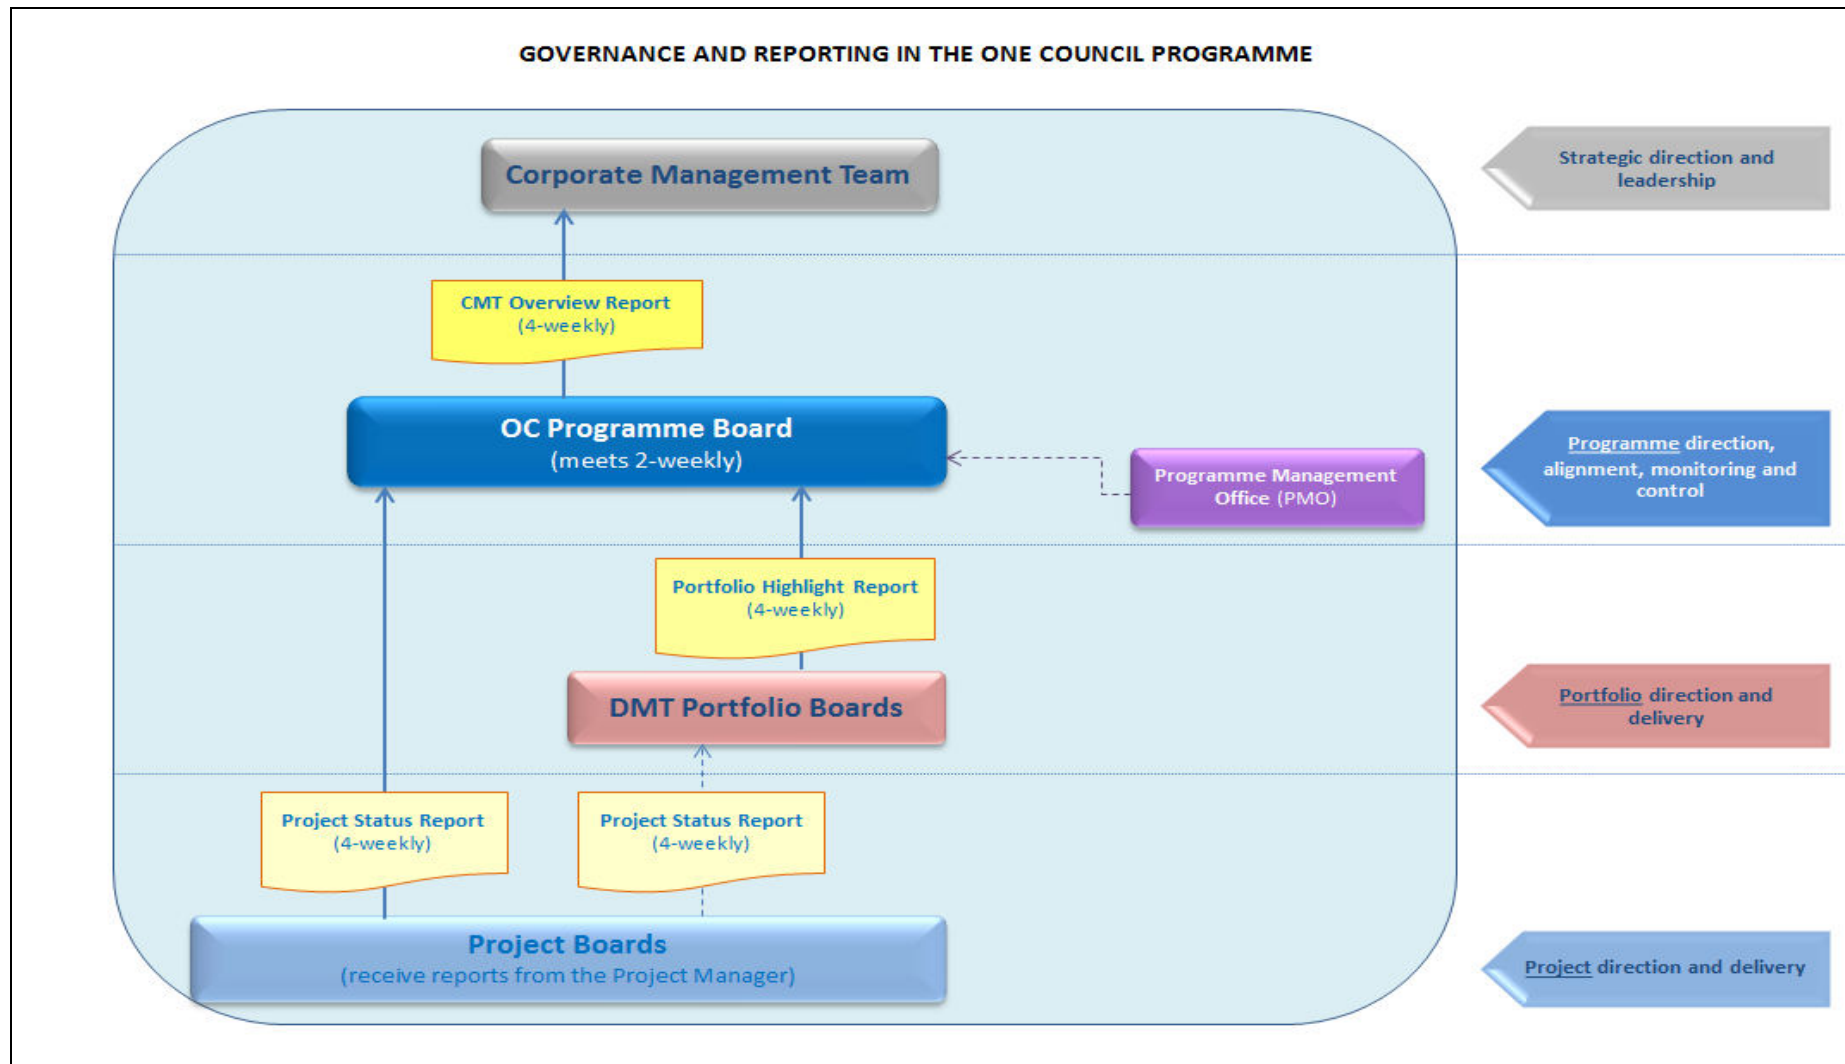 GOVERNANCE AND REPORTING IN THE ONE COUNCIL PROGRAMME
Corporate Management Team
Strategic direction and
leadership
CMT Overview Report
(4-weekly)
OC Programme Board
(meets 2-weekly)
Programme Management
Office (PMO)
Programme direction,
alignment, monitoring and
control
Portfolio Highlight Report
(4-weekly)
DMT Portfolio Boards
Portfolio direction and
delivery
Project Status Report
(4-weekly)
Project Status Report
(4-weekly)
Project Boards
(receive reports from the Project Manager)
Project direction and delivery